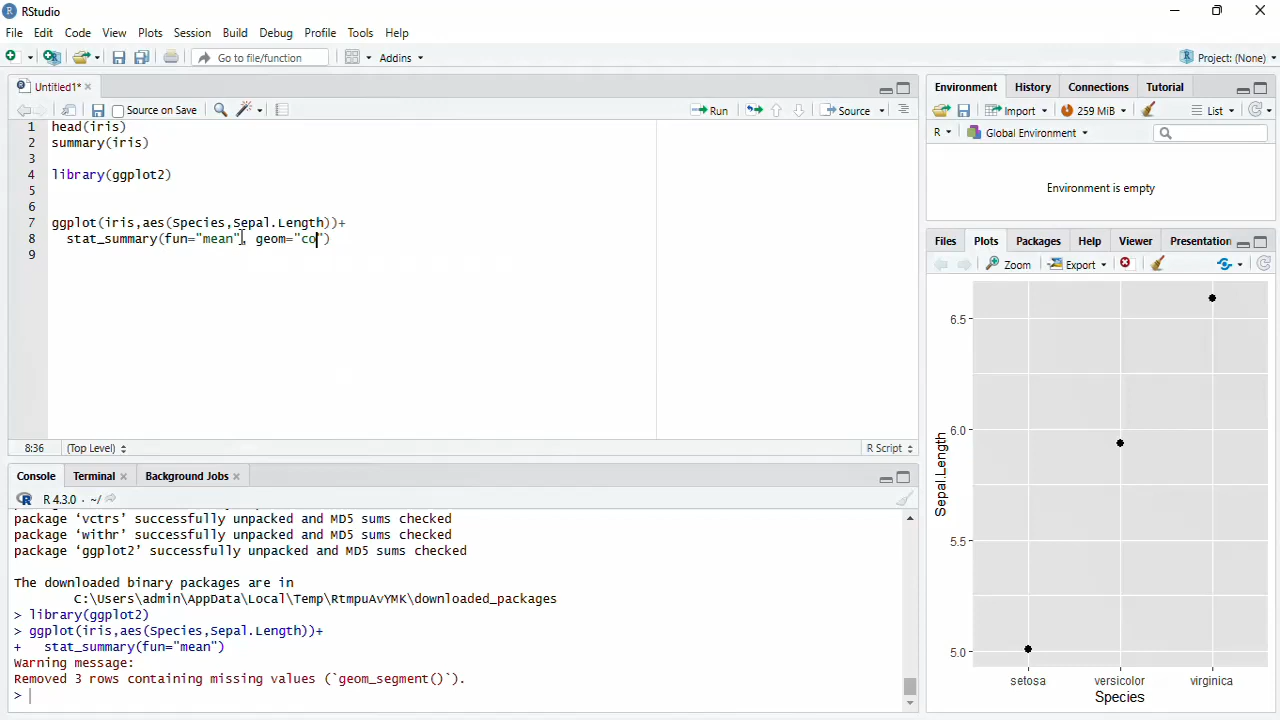 RStudio
File Edit Code View Plots Session Build Debug Profile Tools Help
Go to file/function Addins Project: (None)
Untitled1*
Source on Save Run Source
1 head(iris)
2 summary(iris)
3
4 library(ggplot2)
5
6
7 ggplot(iris,aes(Species,Sepal.Length))+
8 stat_summary(fun="mean", geom="co")
9
8:36 (Top Level) R Script
Console Terminal Background Jobs
R 4.3.0 · ~/
package ‘vctrs’ successfully unpacked and MD5 sums checked
package ‘withr’ successfully unpacked and MD5 sums checked
package ‘ggplot2’ successfully unpacked and MD5 sums checked
The downloaded binary packages are in
C:\Users\admin\AppData\Local\Temp\RtmpuAvYMK\downloaded_packages
> library(ggplot2)
> ggplot(iris,aes(Species,Sepal.Length))+
+ stat_summary(fun="mean")
Warning message:
Removed 3 rows containing missing values (`geom_segment()`).
>
Environment History Connections Tutorial
Import 259 MiB List
R Global Environment
Environment is empty
Files Plots Packages Help Viewer Presentation
Zoom Export
6.5
6.0
5.5
5.0
Sepal.Length
setosa versicolor virginica
Species